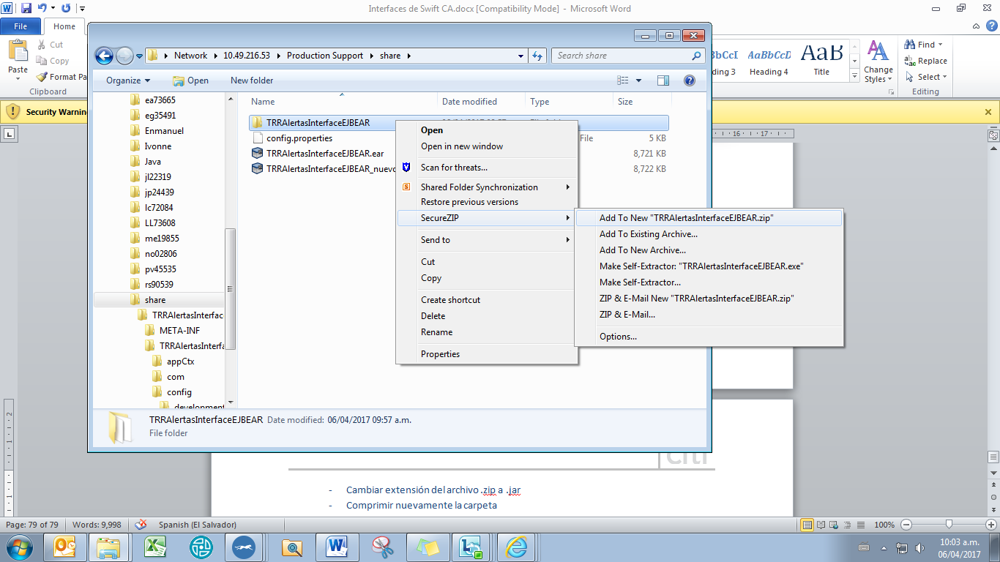 Interfaces de Swift CA.docx [Compatibility Mode] - Microsoft Word
File
Home
Paste
Cut
Copy
Format Pa
Clipboard
Heading 4
Title
Change
Styles
Find
Replace
Select
Editing
AaBbCcD
AaBb
Network
10.49.216.53
Production Support
share
Search share
Organize
Open
New folder
Security Warnin
Name
Date modified
Type
Size
ea73665
eg35491
Enmanuel
Ivonne
Java
jl22319
jp24439
lc72084
LL73608
me19855
no02806
pv45535
rs90539
share
TRRAlertasInterfac
META-INF
TRRAlertasInterfa
appCtx
com
config
development
TRRAlertasInterfaceEJBEAR
config.properties
File
5 KB
TRRAlertasInterfaceEJBEAR.ear
8,721 KB
TRRAlertasInterfaceEJBEAR_nuevo
8,722 KB
Open
Open in new window
Scan for threats...
Shared Folder Synchronization
Restore previous versions
SecureZIP
Send to
Cut
Copy
Create shortcut
Delete
Rename
Properties
Add To New "TRRAlertasInterfaceEJBEAR.zip"
Add To Existing Archive...
Add To New Archive...
Make Self-Extractor: "TRRAlertasInterfaceEJBEAR.exe"
Make Self-Extractor...
ZIP & E-Mail New "TRRAlertasInterfaceEJBEAR.zip"
ZIP & E-Mail...
Options...
16 17
TRRAlertasInterfaceEJBEAR Date modified: 06/04/2017 09:57 a.m.
File folder
- Cambiar extensión del archivo .zip a .jar
- Comprimir nuevamente la carpeta
Page: 79 of 79
Words: 9,998
Spanish (El Salvador)
100%
10:03 a.m.
06/04/2017